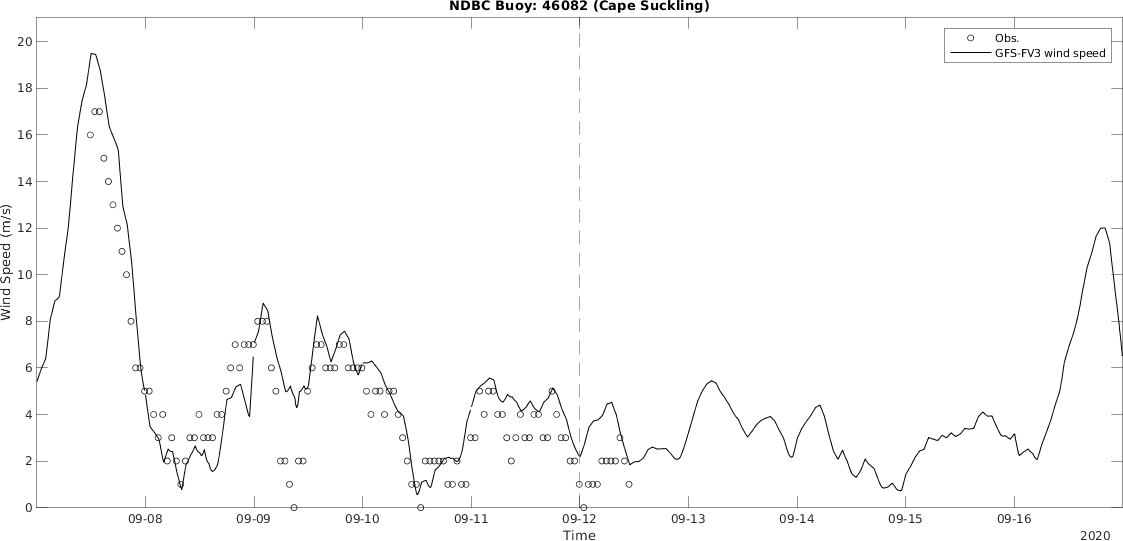 NDBC Buoy: 46082 (Cape Suckling)
Obs.
GFS-FV3 wind speed
Wind Speed (m/s)
20
18
16
14
12
10
8
6
4
2
0
09-08 09-09 09-10 09-11 09-12 09-13 09-14 09-15 09-16
Time
2020